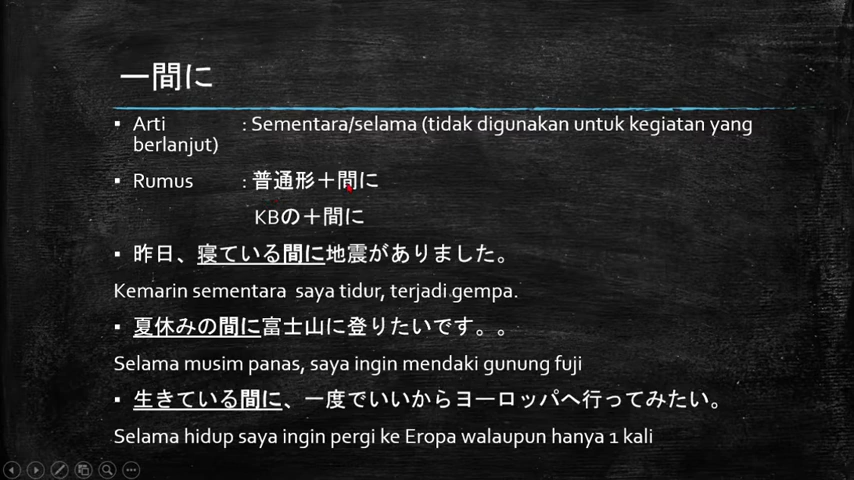 ー間に
▪ Arti : Sementara/selama (tidak digunakan untuk kegiatan yang
berlanjut)
▪ Rumus : 普通形＋間に
KBの＋間に
▪ 昨日、寝ている間に地震がありました。
Kemarin sementara saya tidur, terjadi gempa.
▪ 夏休みの間に富士山に登りたいです。。
Selama musim panas, saya ingin mendaki gunung fuji
▪ 生きている間に、一度でいいからヨーロッパへ行ってみたい。
Selama hidup saya ingin pergi ke Eropa walaupun hanya 1 kali